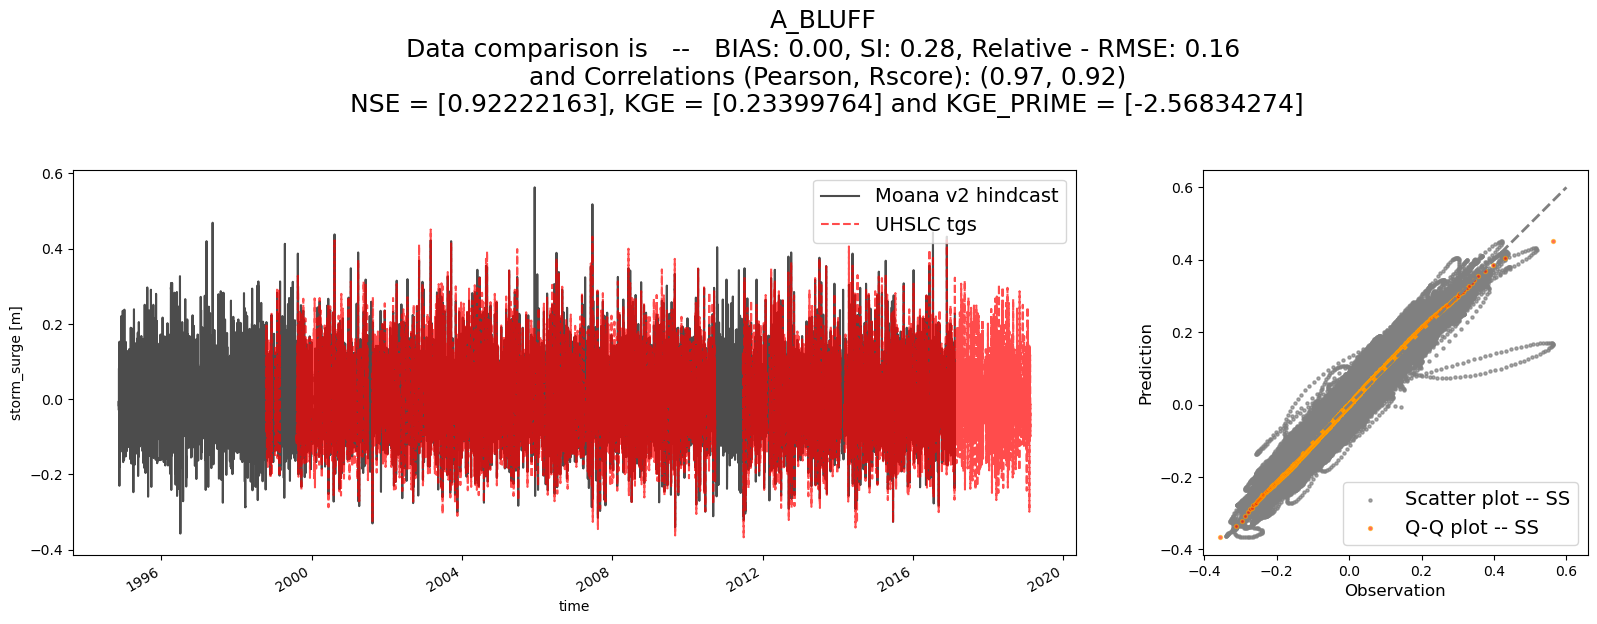 A_BLUFF
Data comparison is -- BIAS: 0.00, SI: 0.28, Relative - RMSE: 0.16
and Correlations (Pearson, Rscore): (0.97, 0.92)
NSE = [0.92222163], KGE = [0.23399764] and KGE_PRIME = [-2.56834274]
Moana v2 hindcast
UHSLC tgs
storm_surge [m]
0.6
0.4
0.2
0.0
−0.2
−0.4
1996
2000
2004
2008
2012
2016
2020
time
Prediction
0.6
0.4
0.2
0.0
−0.2
−0.4
Scatter plot -- SS
Q-Q plot -- SS
−0.4
−0.2
0.0
0.2
0.4
0.6
Observation